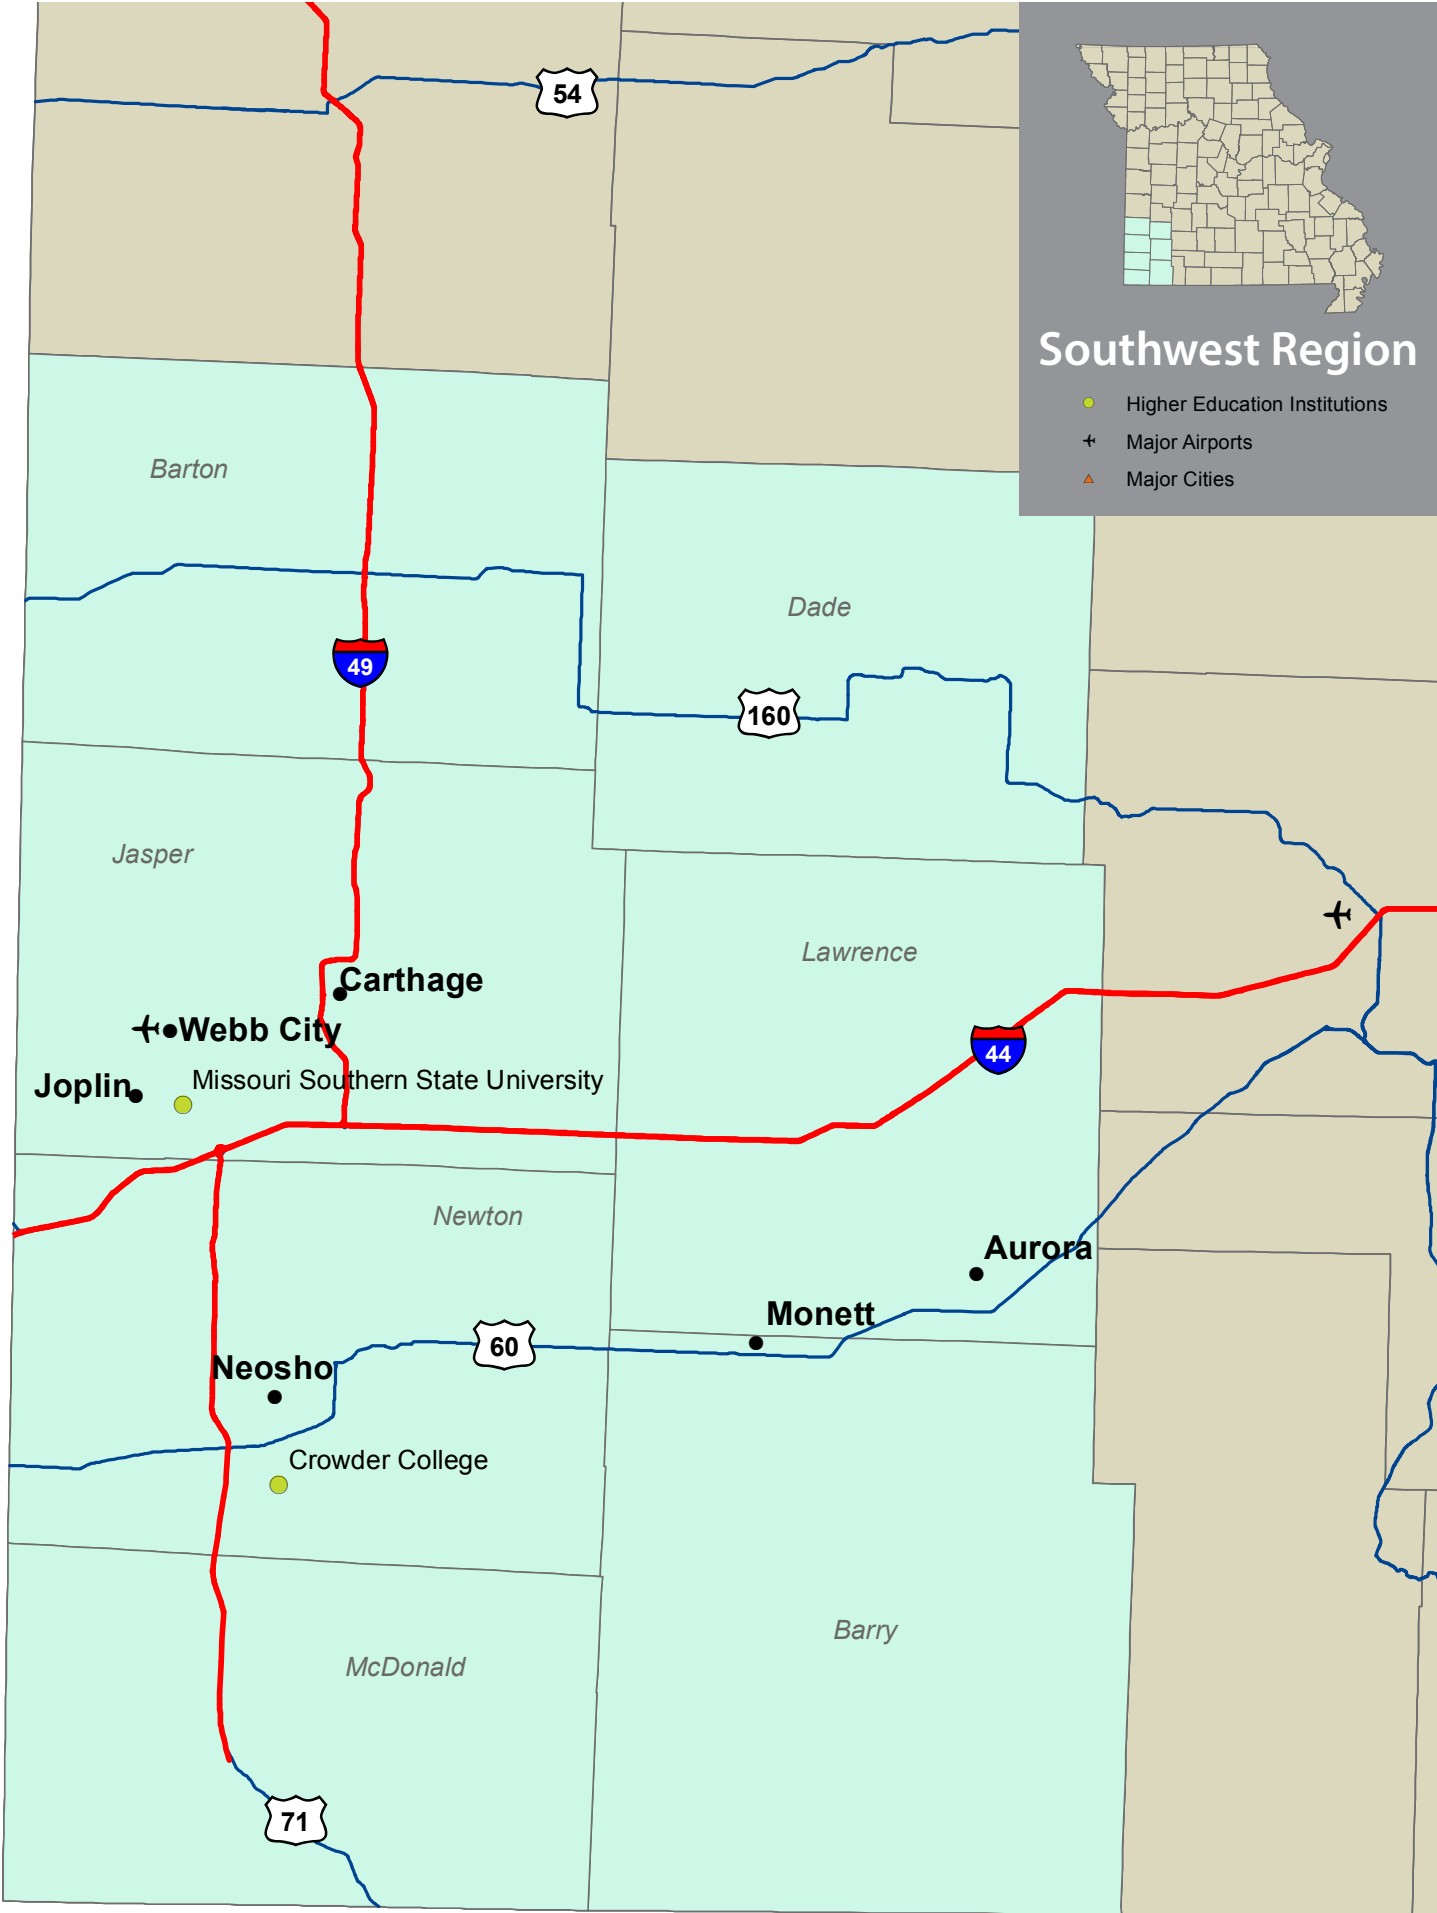 54
Southwest Region
Higher Education Institutions
Major Airports
Major Cities
Barton
Dade
49
160
Jasper
Lawrence
Carthage
Webb City
44
Joplin
Missouri Southern State University
Newton
Aurora
Monett
60
Neosho
Crowder College
Barry
McDonald
71